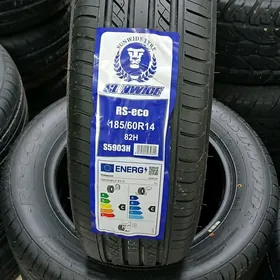 SUNWIDE TYRE
SUNWIDE
RS-eco
185/60R14
82H
S5903H
ENERG